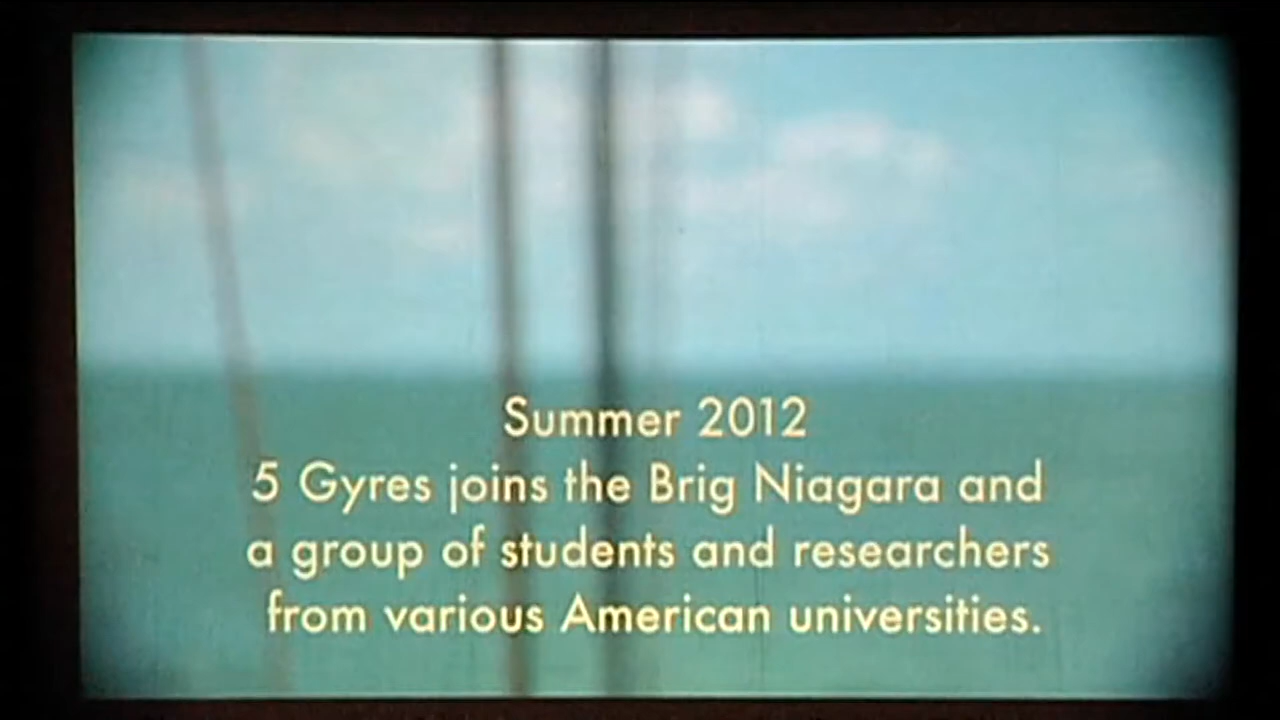 Summer 2012
5 Gyres joins the Brig Niagara and
a group of students and researchers
from various American universities.